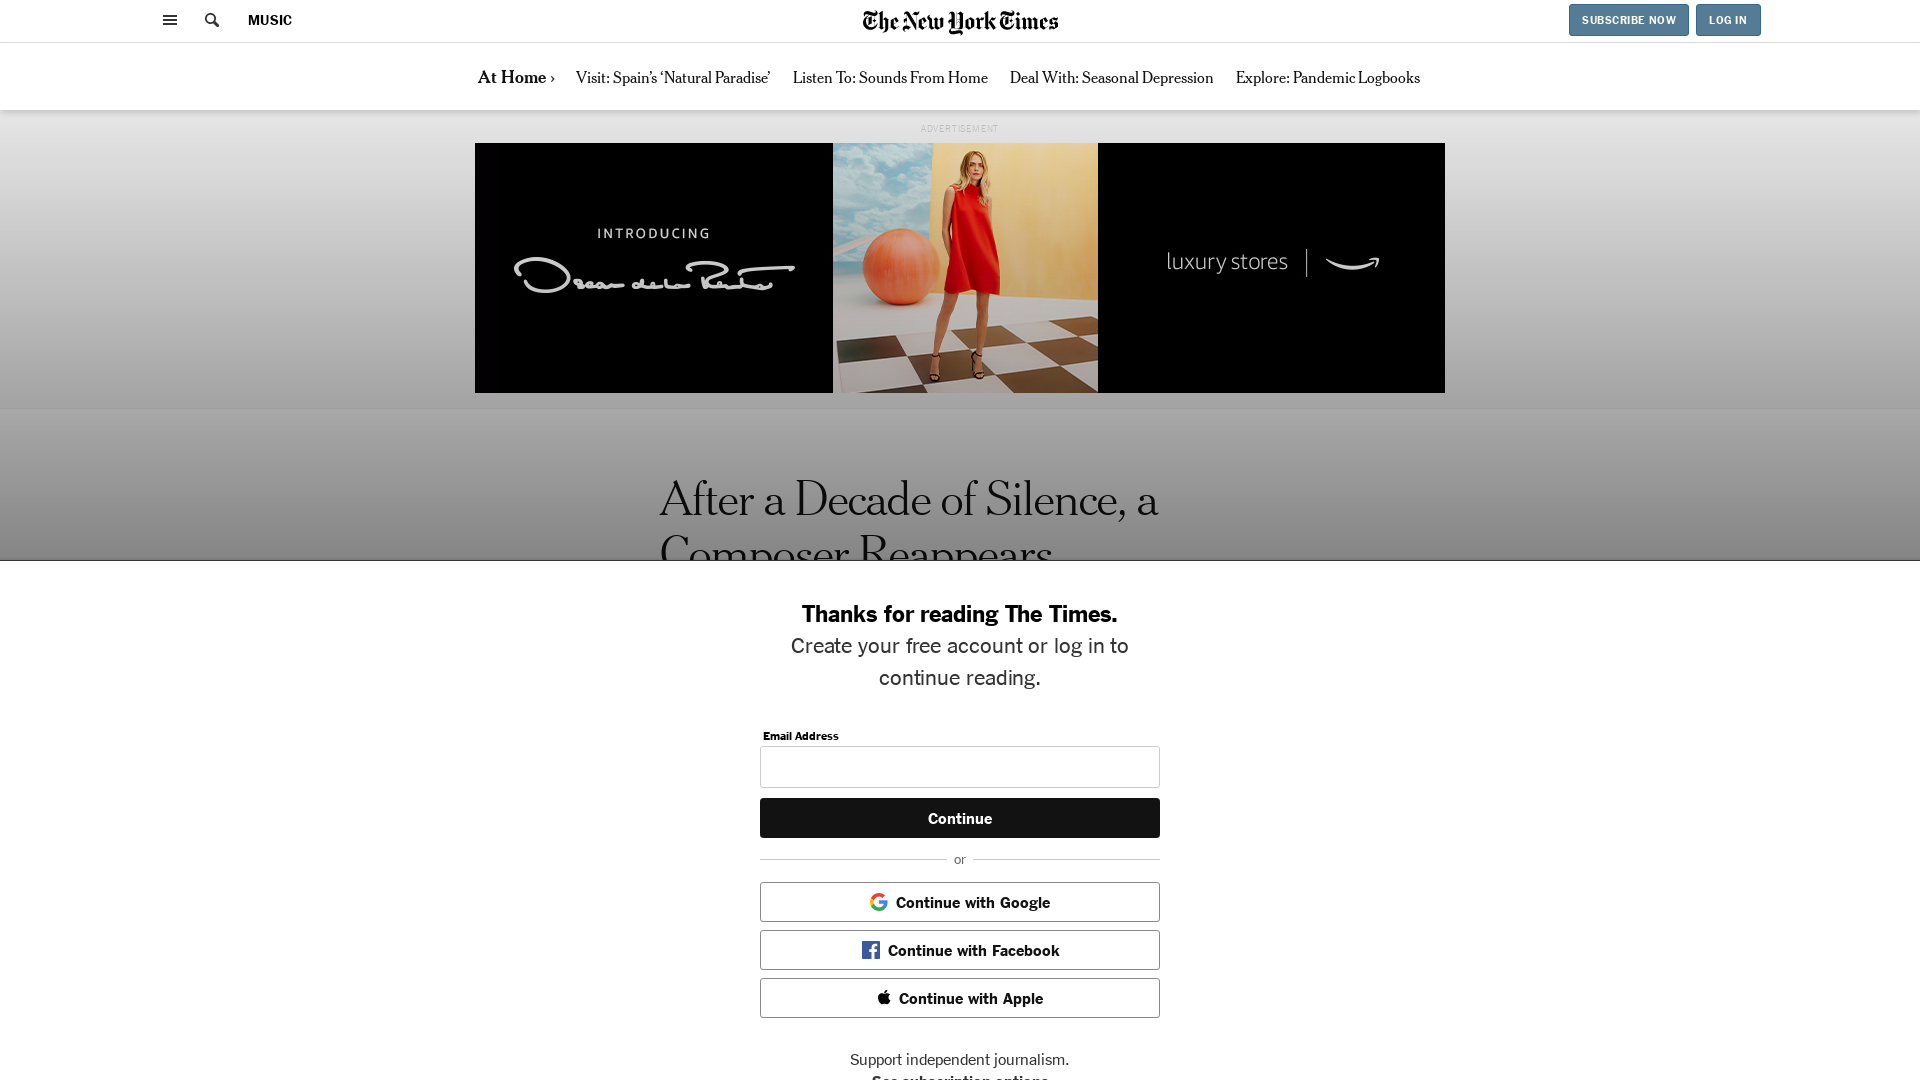 MUSIC
The New York Times
SUBSCRIBE NOW
LOG IN
At Home ›
Visit: Spain’s ‘Natural Paradise’
Listen To: Sounds From Home
Deal With: Seasonal Depression
Explore: Pandemic Logbooks
ADVERTISEMENT
INTRODUCING
Oscar de la Renta
luxury stores
After a Decade of Silence, a
Composer Reappears
Thanks for reading The Times.
Create your free account or log in to
continue reading.
Email Address
Continue
or
Continue with Google
Continue with Facebook
Continue with Apple
Support independent journalism.
See subscription options